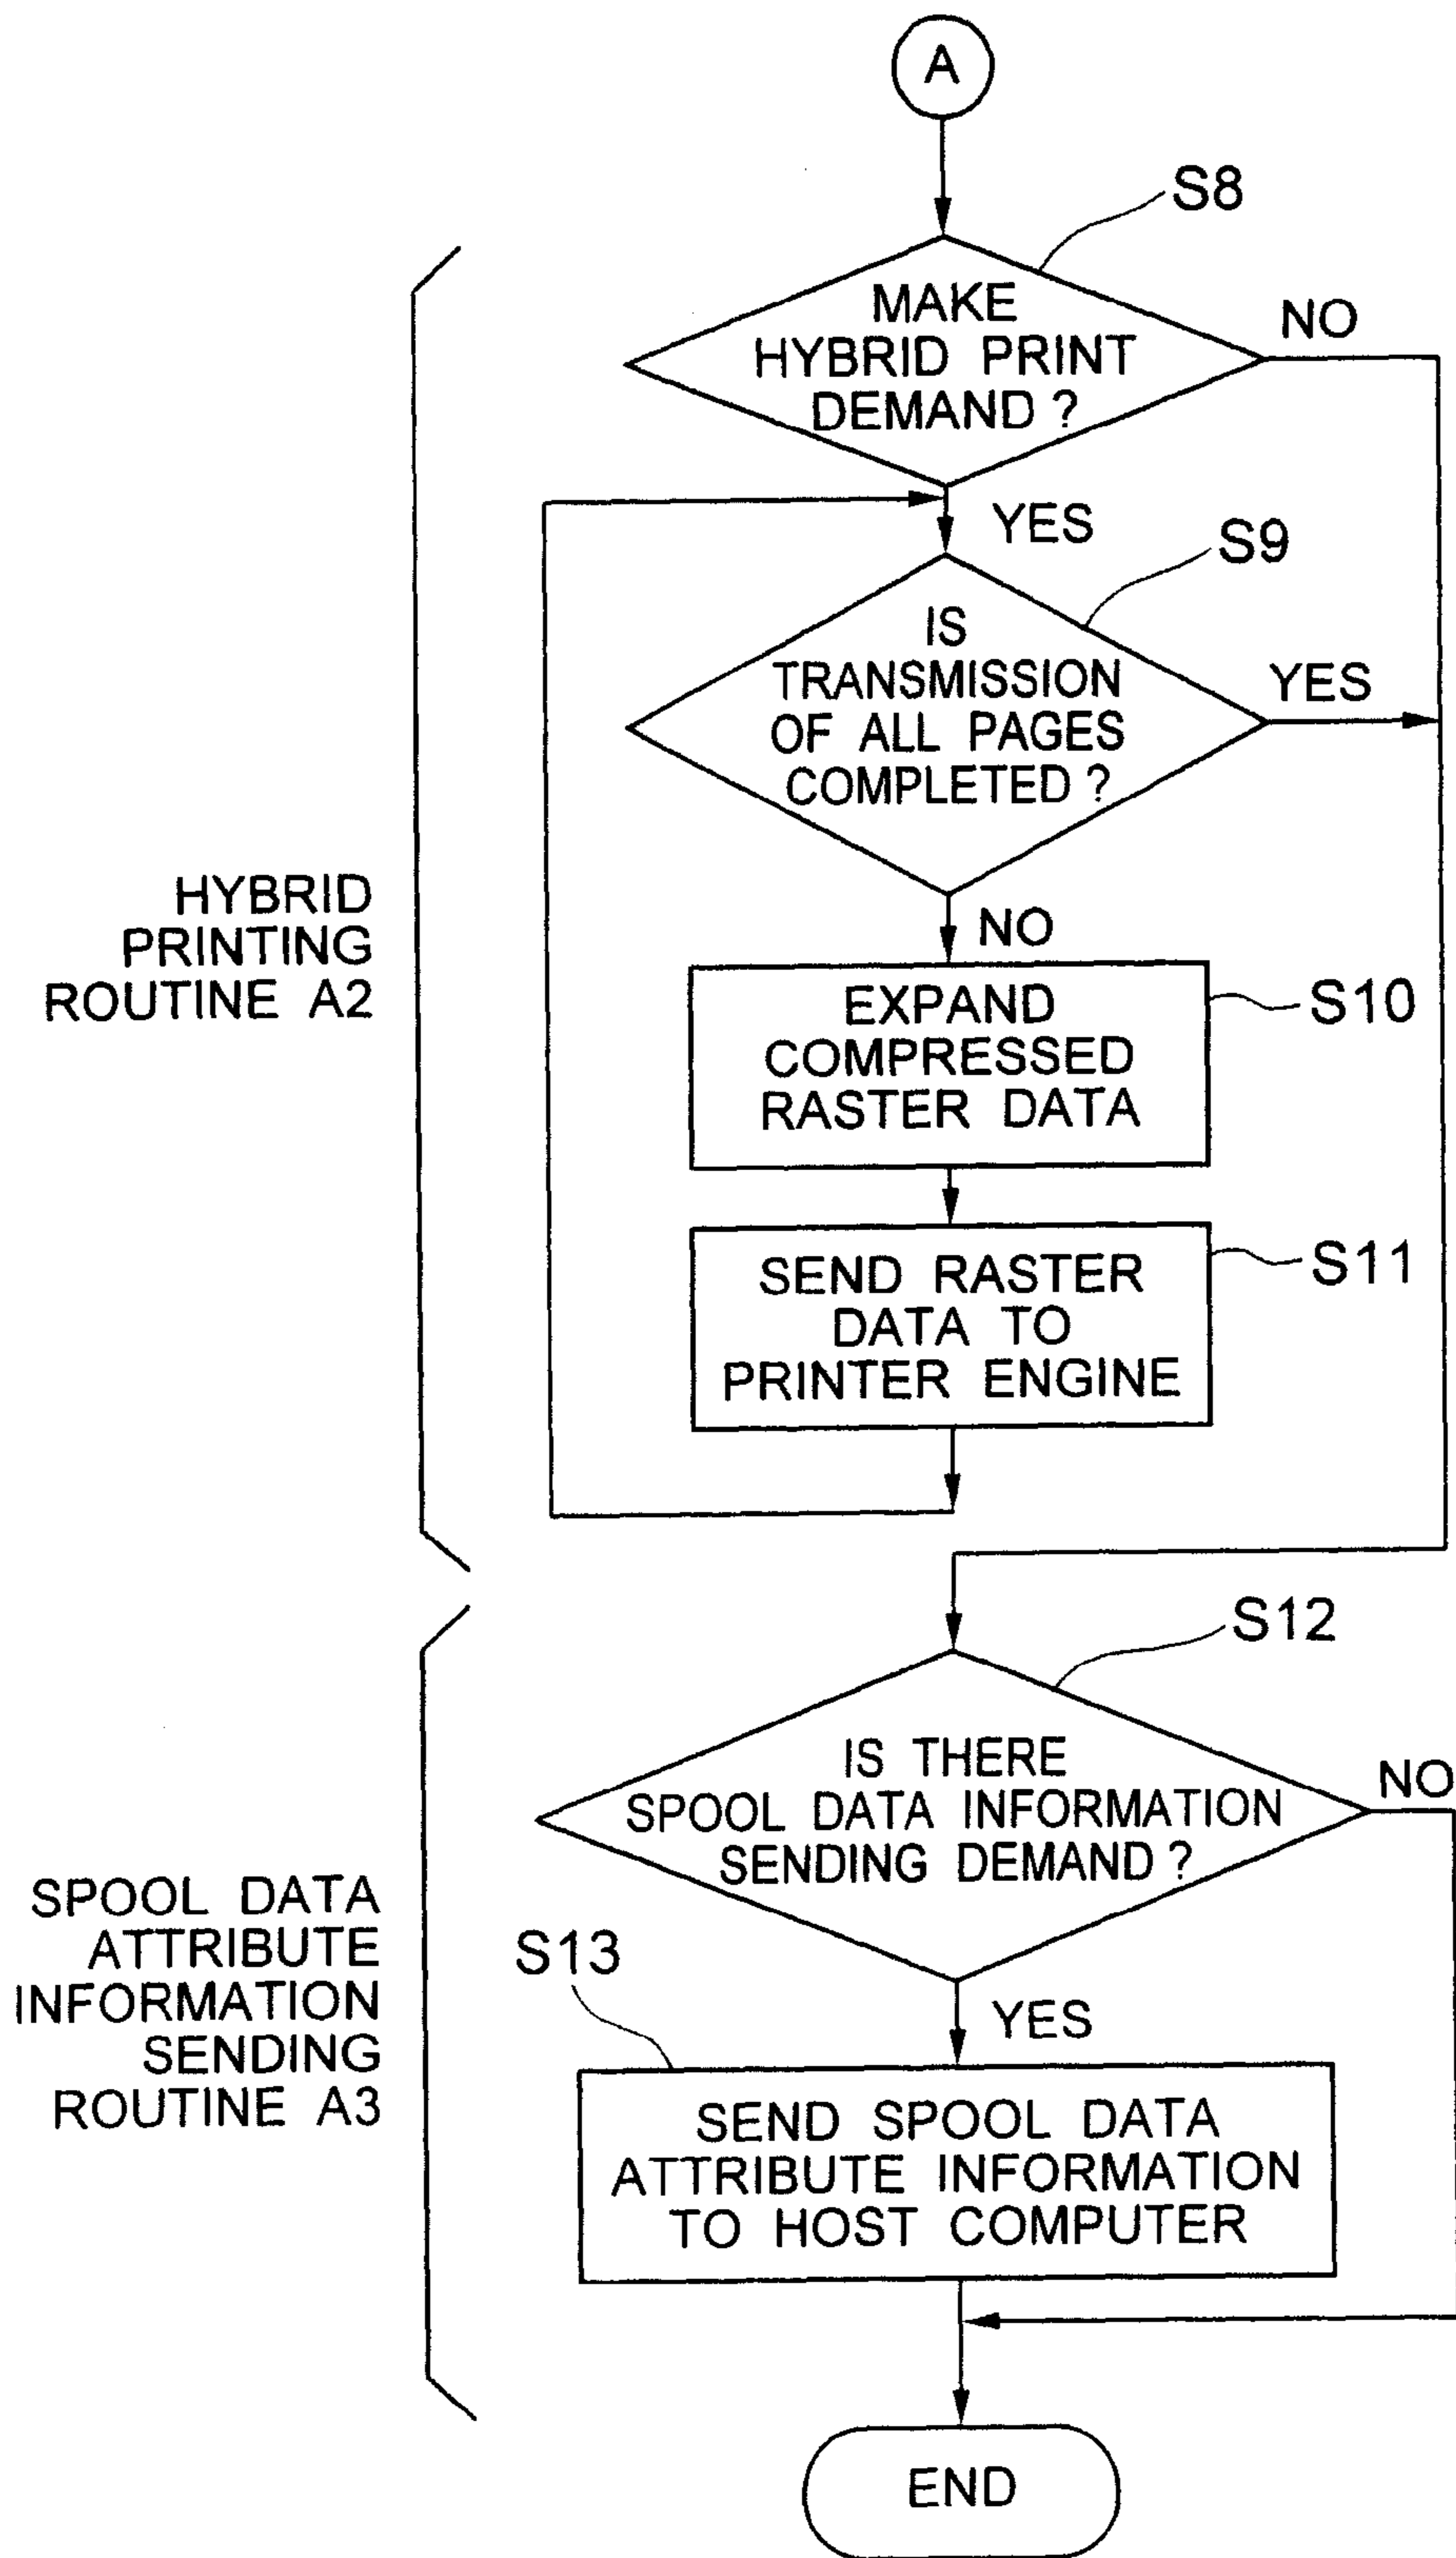 A
S8
MAKE
HYBRID PRINT
DEMAND ?
NO
YES
S9
IS
TRANSMISSION
OF ALL PAGES
COMPLETED ?
YES
NO
HYBRID
PRINTING
ROUTINE A2
EXPAND
COMPRESSED
RASTER DATA
S10
SEND RASTER
DATA TO
PRINTER ENGINE
S11
S12
IS THERE
SPOOL DATA INFORMATION
SENDING DEMAND ?
NO
SPOOL DATA
ATTRIBUTE
INFORMATION
SENDING
ROUTINE A3
S13
YES
SEND SPOOL DATA
ATTRIBUTE INFORMATION
TO HOST COMPUTER
END